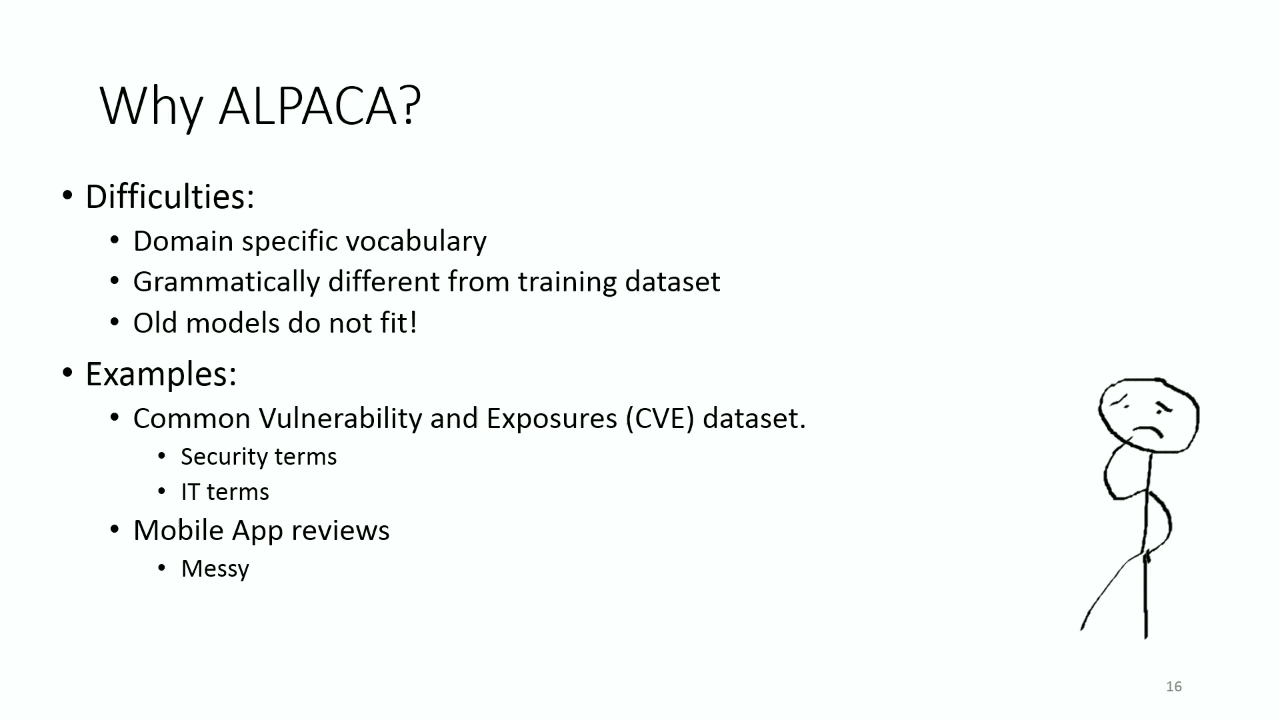 Why ALPACA?
• Difficulties:
• Domain specific vocabulary
• Grammatically different from training dataset
• Old models do not fit!
• Examples:
• Common Vulnerability and Exposures (CVE) dataset.
• Security terms
• IT terms
• Mobile App reviews
• Messy
16